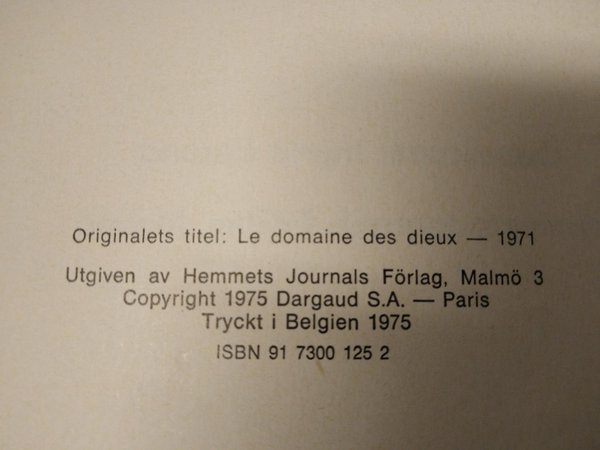 Originalets titel: Le domaine des dieux — 1971
Utgiven av Hemmets Journals Förlag, Malmö 3
Copyright 1975 Dargaud S.A. — Paris
Tryckt i Belgien 1975
ISBN 91 7300 125 2